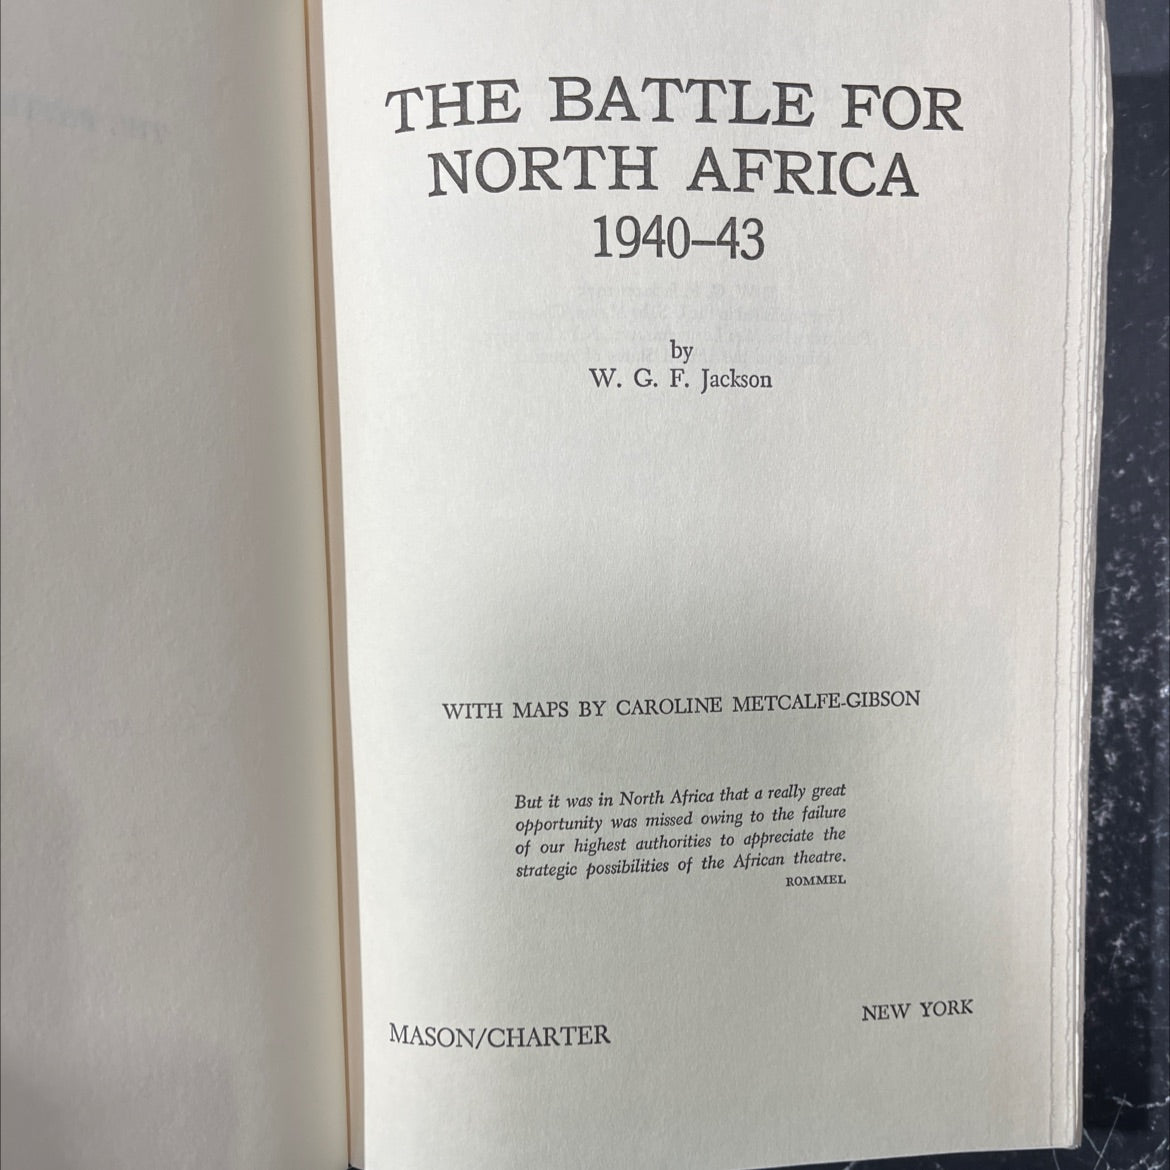 THE BATTLE FOR
NORTH AFRICA
1940–43
by
W. G. F. Jackson
WITH MAPS BY CAROLINE METCALFE-GIBSON
But it was in North Africa that a really great
opportunity was missed owing to the failure
of our highest authorities to appreciate the
strategic possibilities of the African theatre.
ROMMEL
MASON/CHARTER
NEW YORK